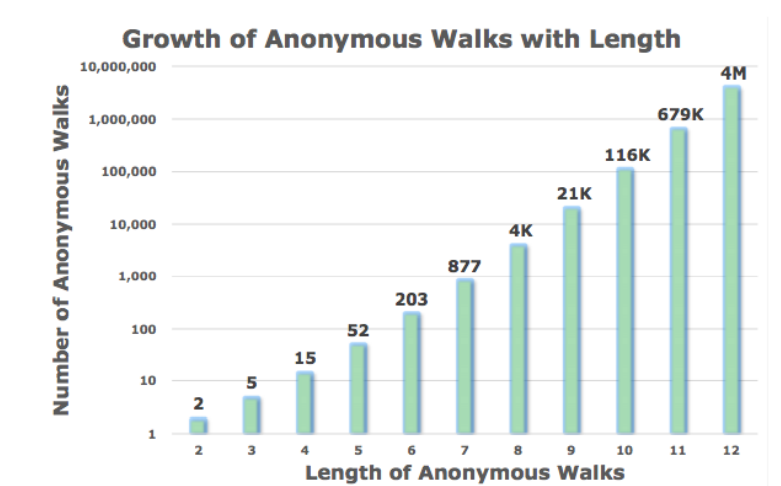 Growth of Anonymous Walks with Length
10,000,000
1,000,000
100,000
10,000
1,000
100
10
1
Number of Anonymous Walks
2
5
15
52
203
877
4K
21K
116K
679K
4M
2 3 4 5 6 7 8 9 10 11 12
Length of Anonymous Walks